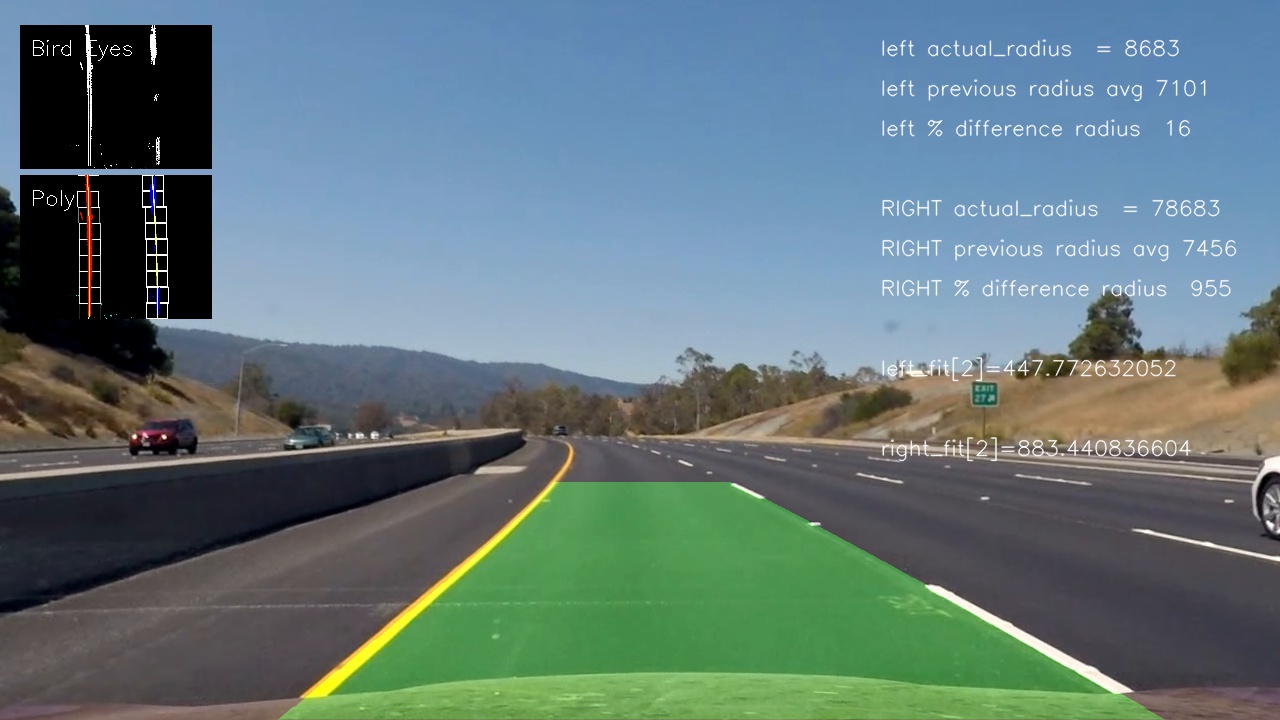 Bird Eyes
Poly
left actual_radius = 8683
left previous radius avg 7101
left % difference radius 16
RIGHT actual_radius = 78683
RIGHT previous radius avg 7456
RIGHT % difference radius 955
left_fit[2]=447.772632052
EXIT
27
right_fit[2]=883.440836604